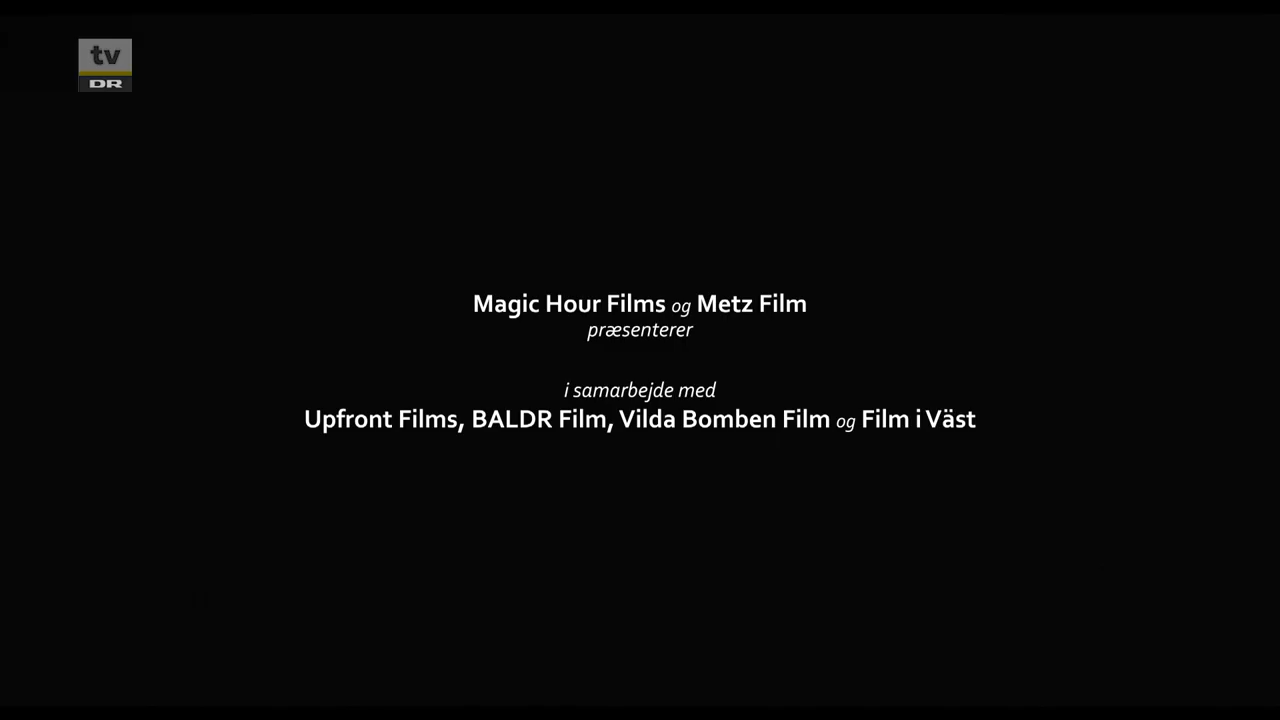 tv
DR
Magic Hour Films og Metz Film
præsenterer
i samarbejde med
Upfront Films, BALDR Film, Vilda Bomben Film og Film i Väst